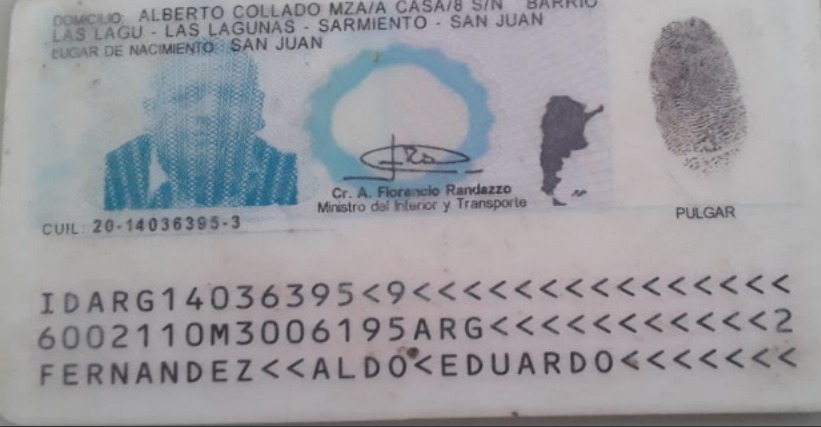 DOMICILIO: ALBERTO COLLADO MZA/A CASA/8 S/N BARRIO
LAS LAGU - LAS LAGUNAS - SARMIENTO - SAN JUAN
LUGAR DE NACIMIENTO: SAN JUAN
Cr. A. Florencio Randazzo
Ministro del Interior y Transporte
PULGAR
CUIL: 20-14036395-3
IDARG14036395<9<<<<<<<<<<<<<<<
6002110M3006195ARG<<<<<<<<<<<2
FERNANDEZ<<ALDO<EDUARDO<<<<<<<